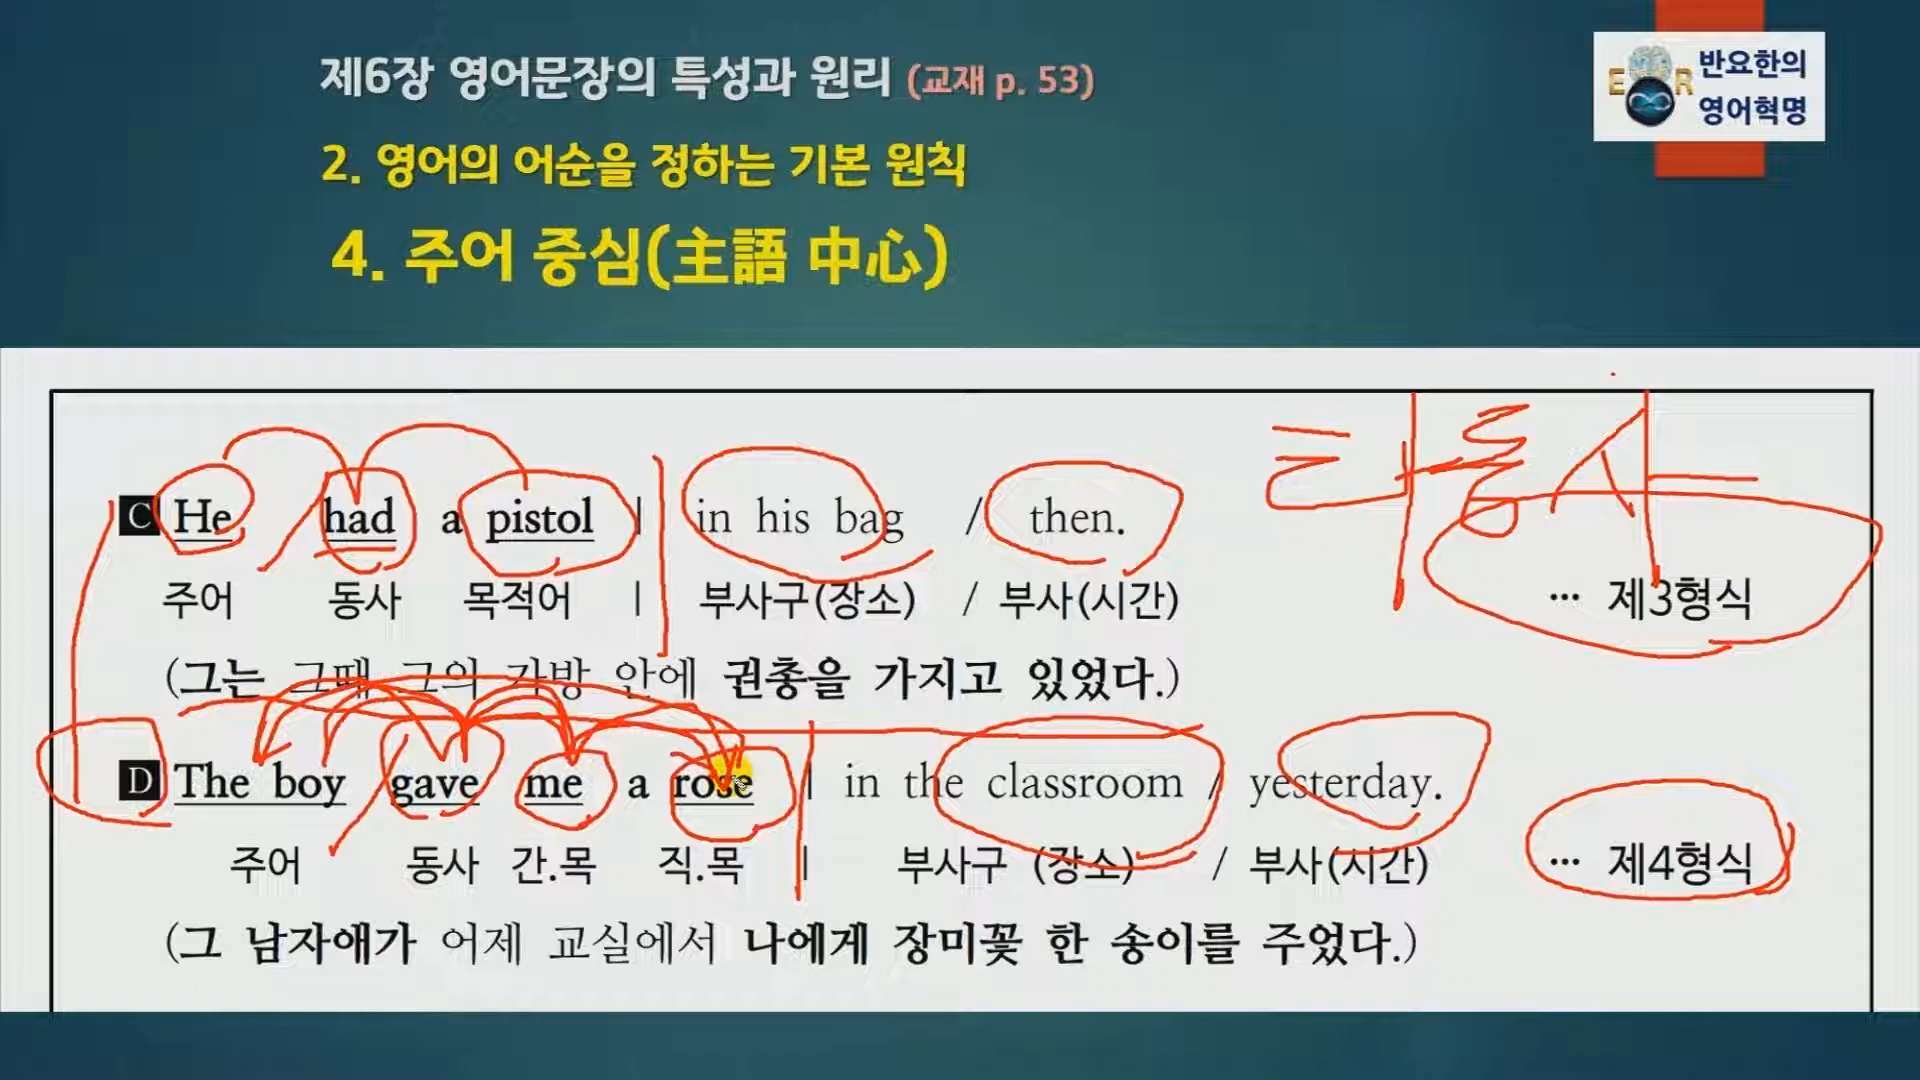 제6장 영어문장의 특성과 원리 (교재 p. 53)
반요한의
영어혁명
E R
2. 영어의 어순을 정하는 기본 원칙
4. 주어 중심(主語 中心)
타동사
C He had a pistol | in his bag / then.
주어 동사 목적어 | 부사구(장소) / 부사(시간) … 제3형식
(그는 그때 그의 가방 안에 권총을 가지고 있었다.)
D The boy gave me a rose | in the classroom / yesterday.
주어 동사 간.목 직.목 | 부사구 (장소) / 부사(시간) … 제4형식
(그 남자애가 어제 교실에서 나에게 장미꽃 한 송이를 주었다.)